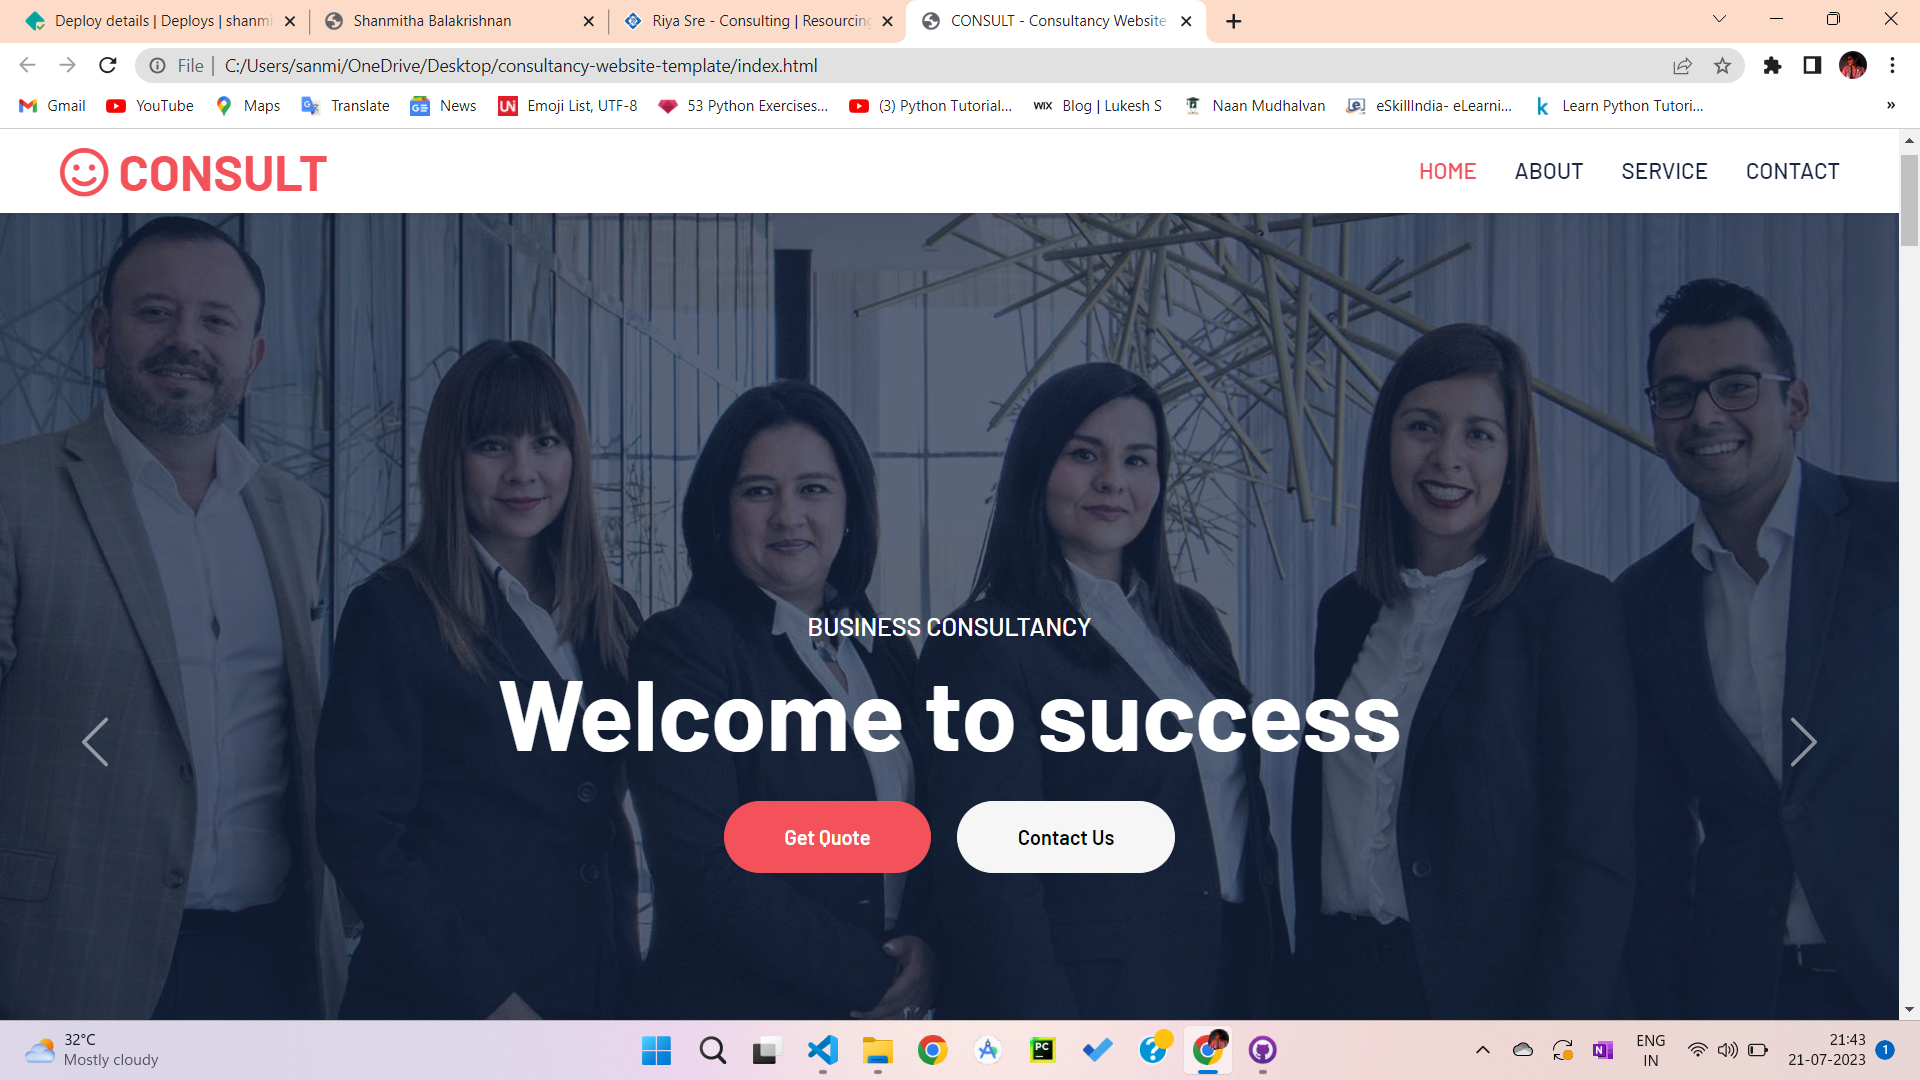 Deploy details | Deploys | shanmi
Shanmitha Balakrishnan
Riya Sre - Consulting | Resourcing
CONSULT - Consultancy Website
File | C:/Users/sanmi/OneDrive/Desktop/consultancy-website-template/index.html
Gmail YouTube Maps Translate News Emoji List, UTF-8 53 Python Exercises... (3) Python Tutorial... WIX Blog | Lukesh S Naan Mudhalvan eSkillIndia- eLearni... Learn Python Tutori... »
CONSULT
HOME ABOUT SERVICE CONTACT
BUSINESS CONSULTANCY
Welcome to success
Get Quote Contact Us
32°C
Mostly cloudy
ENG
IN
21:43
21-07-2023
1